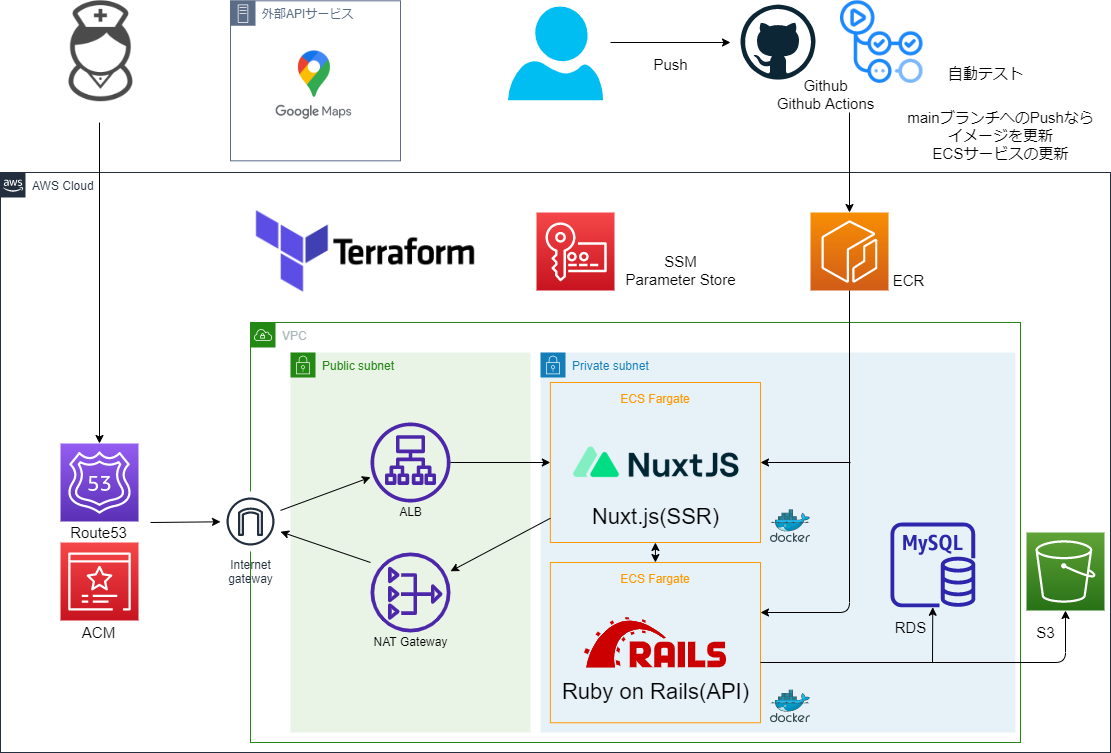 外部APIサービス
Google Maps
Push
Github
Github Actions
自動テスト
mainブランチへのPushなら
イメージを更新
ECSサービスの更新
aws
AWS Cloud
Terraform
SSM
Parameter Store
ECR
VPC
Public subnet
Private subnet
ECS Fargate
NuxtJS
Nuxt.js(SSR)
docker
ALB
53
Route53
Internet
gateway
ACM
NAT Gateway
ECS Fargate
RAILS
Ruby on Rails(API)
docker
MySQL
RDS
S3